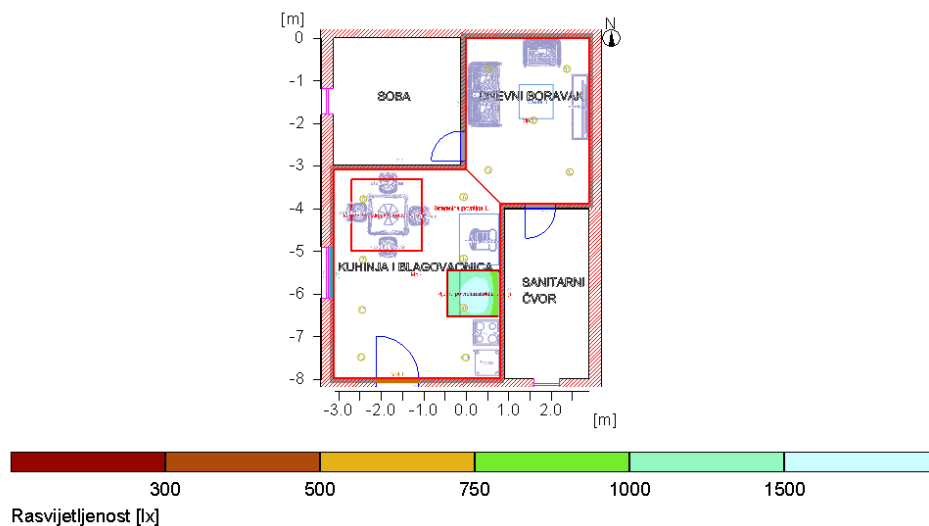 [m]
N
0
-1
SOBA
DNEVNI BORAVAK
-2
-3
-4
-5
KUHINJA I BLAGOVAONICA
SANITARNI
ČVOR
-6
-7
-8
-3.0 -2.0 -1.0 0.0 1.0 2.0
[m]
300 500 750 1000 1500
Rasvijetljenost [lx]